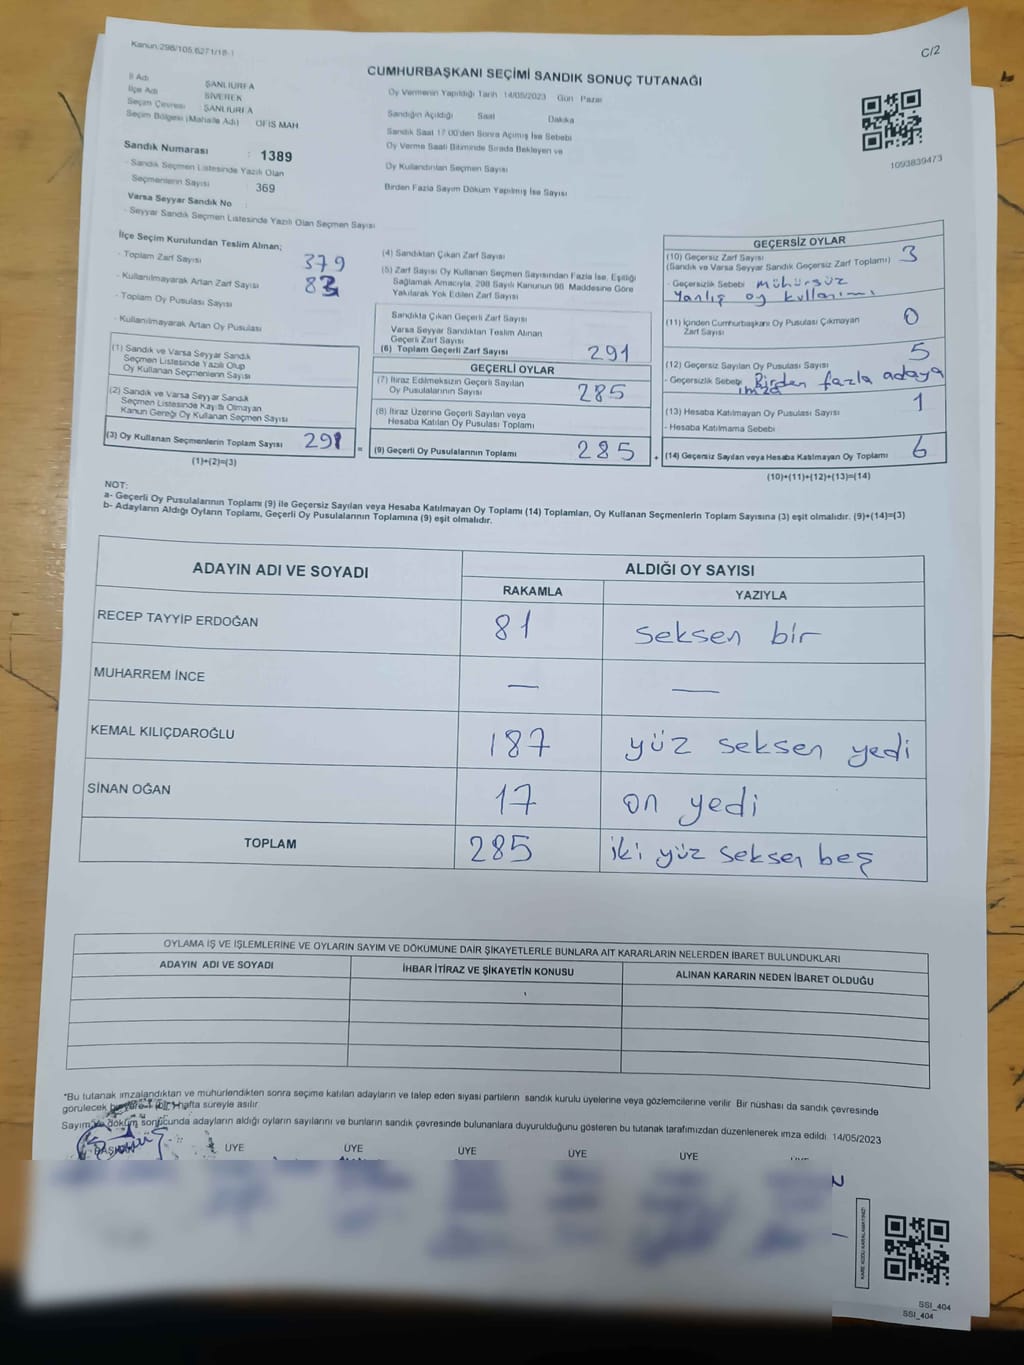 Kanun:298/105,6271/18-1
C/2
CUMHURBAŞKANI SEÇİMİ SANDIK SONUÇ TUTANAĞI
İl Adı ŞANLIURFA
İlçe Adı SİVEREK
Seçim Çevresi : ŞANLIURFA
Seçim Bölgesi (Mahalle Adı) OFİS MAH
Oy Vermenin Yapıldığı Tarih 14/05/2023 Gün Pazar
Sandığın Açıldığı Saat Dakika
Sandık Saat 17.00'den Sonra Açımış İse Sebebi
Oy Verme Saati Bitiminde Sırada Bekleyen ve
Oy Kullandırılan Seçmen Sayısı
Birden Fazla Sayım Döküm Yapılmış İse Sayısı
1093839473
Sandık Numarası : 1389
- Sandık Seçmen Listesinde Yazılı Olan
Seçmenlerin Sayısı 369
Varsa Seyyar Sandık No :
- Seyyar Sandık Seçmen Listesinde Yazılı Olan Seçmen Sayısı
İlçe Seçim Kurulundan Teslim Alınan;
- Toplam Zarf Sayısı 379
- Kullanılmayarak Artan Zarf Sayısı 83
- Toplam Oy Pusulası Sayısı
- Kullanılmayarak Artan Oy Pusulası
(1) Sandık ve Varsa Seyyar Sandık
Seçmen Listesinde Yazılı Olup
Oy Kullanan Seçmenlerin Sayısı
(2) Sandık ve Varsa Seyyar Sandık
Seçmen Listesinde Kayıtlı Olmayan
Kanun Gereği Oy Kullanan Seçmen Sayısı
(3) Oy Kullanan Seçmenlerin Toplam Sayısı 291
(1)+(2)=(3)
=
(4) Sandıktan Çıkan Zarf Sayısı
(5) Zarf Sayısı Oy Kullanan Seçmen Sayısından Fazla İse, Eşitliği
Sağlamak Amacıyla, 298 Sayılı Kanunun 98. Maddesine Göre
Yakılarak Yok Edilen Zarf Sayısı
Sandıkta Çıkan Geçerli Zarf Sayısı
Varsa Seyyar Sandıktan Teslim Alınan
Geçerli Zarf Sayısı
(6) Toplam Geçerli Zarf Sayısı 291
GEÇERLİ OYLAR
(7) İtiraz Edilmeksizin Geçerli Sayılan
Oy Pusulalarının Sayısı 285
(8) İtiraz Üzerine Geçerli Sayılan veya
Hesaba Katılan Oy Pusulası Toplamı
(9) Geçerli Oy Pusulalarının Toplamı 285
+
GEÇERSİZ OYLAR
(10) Geçersiz Zarf Sayısı 3
(Sandık ve Varsa Seyyar Sandık Geçersiz Zarf Toplamı)
- Geçersizlik Sebebi mühürsüz
Yanlış oy kullanımı
(11) İçinden Cumhurbaşkanı Oy Pusulası Çıkmayan 0
Zarf Sayısı
(12) Geçersiz Sayılan Oy Pusulası Sayısı 5
- Geçersizlik Sebebi Birden fazla adaya
imza
(13) Hesaba Katılmayan Oy Pusulası Sayısı 1
- Hesaba Katılmama Sebebi
(14) Geçersiz Sayılan veya Hesaba Katılmayan Oy Toplamı 6
(10)+(11)+(12)+(13)=(14)
NOT:
a- Geçerli Oy Pusulalarının Toplamı (9) ile Geçersiz Sayılan veya Hesaba Katılmayan Oy Toplamı (14) Toplamları, Oy Kullanan Seçmenlerin Toplam Sayısına (3) eşit olmalıdır. (9)+(14)=(3)
b- Adayların Aldığı Oyların Toplamı, Geçerli Oy Pusulalarının Toplamına (9) eşit olmalıdır.
ADAYIN ADI VE SOYADI ALDIĞI OY SAYISI
RAKAMLA YAZIYLA
RECEP TAYYİP ERDOĞAN 81 seksen bir
MUHARREM İNCE — —
KEMAL KILIÇDAROĞLU 187 yüz seksen yedi
SİNAN OĞAN 17 on yedi
TOPLAM 285 iki yüz seksen beş
OYLAMA İŞ VE İŞLEMLERİNE VE OYLARIN SAYIM VE DÖKÜMÜNE DAİR ŞİKAYETLERLE BUNLARA AİT KARARLARIN NELERDEN İBARET BULUNDUKLARI
ADAYIN ADI VE SOYADI İHBAR İTİRAZ VE ŞİKAYETİN KONUSU ALINAN KARARIN NEDEN İBARET OLDUĞU
*Bu tutanak imzalandıktan ve mühürlendikten sonra seçime katılan adayların ve talep eden siyasi partilerin sandık kurulu üyelerine veya gözlemcilerine verilir. Bir nüshası da sandık çevresinde
görülecek bir yere 1 (bir) hafta süreyle asılır.
Sayım ve döküm sonucunda adayların aldığı oyların sayılarını ve bunların sandık çevresinde bulunanlara duyurulduğunu gösteren bu tutanak tarafımızdan düzenlenerek imza edildi. 14/05/2023
BAŞKAN ÜYE ÜYE ÜYE ÜYE ÜYE
KARE KODU KARALAMAYINIZ!
SSI_404
SSI_404